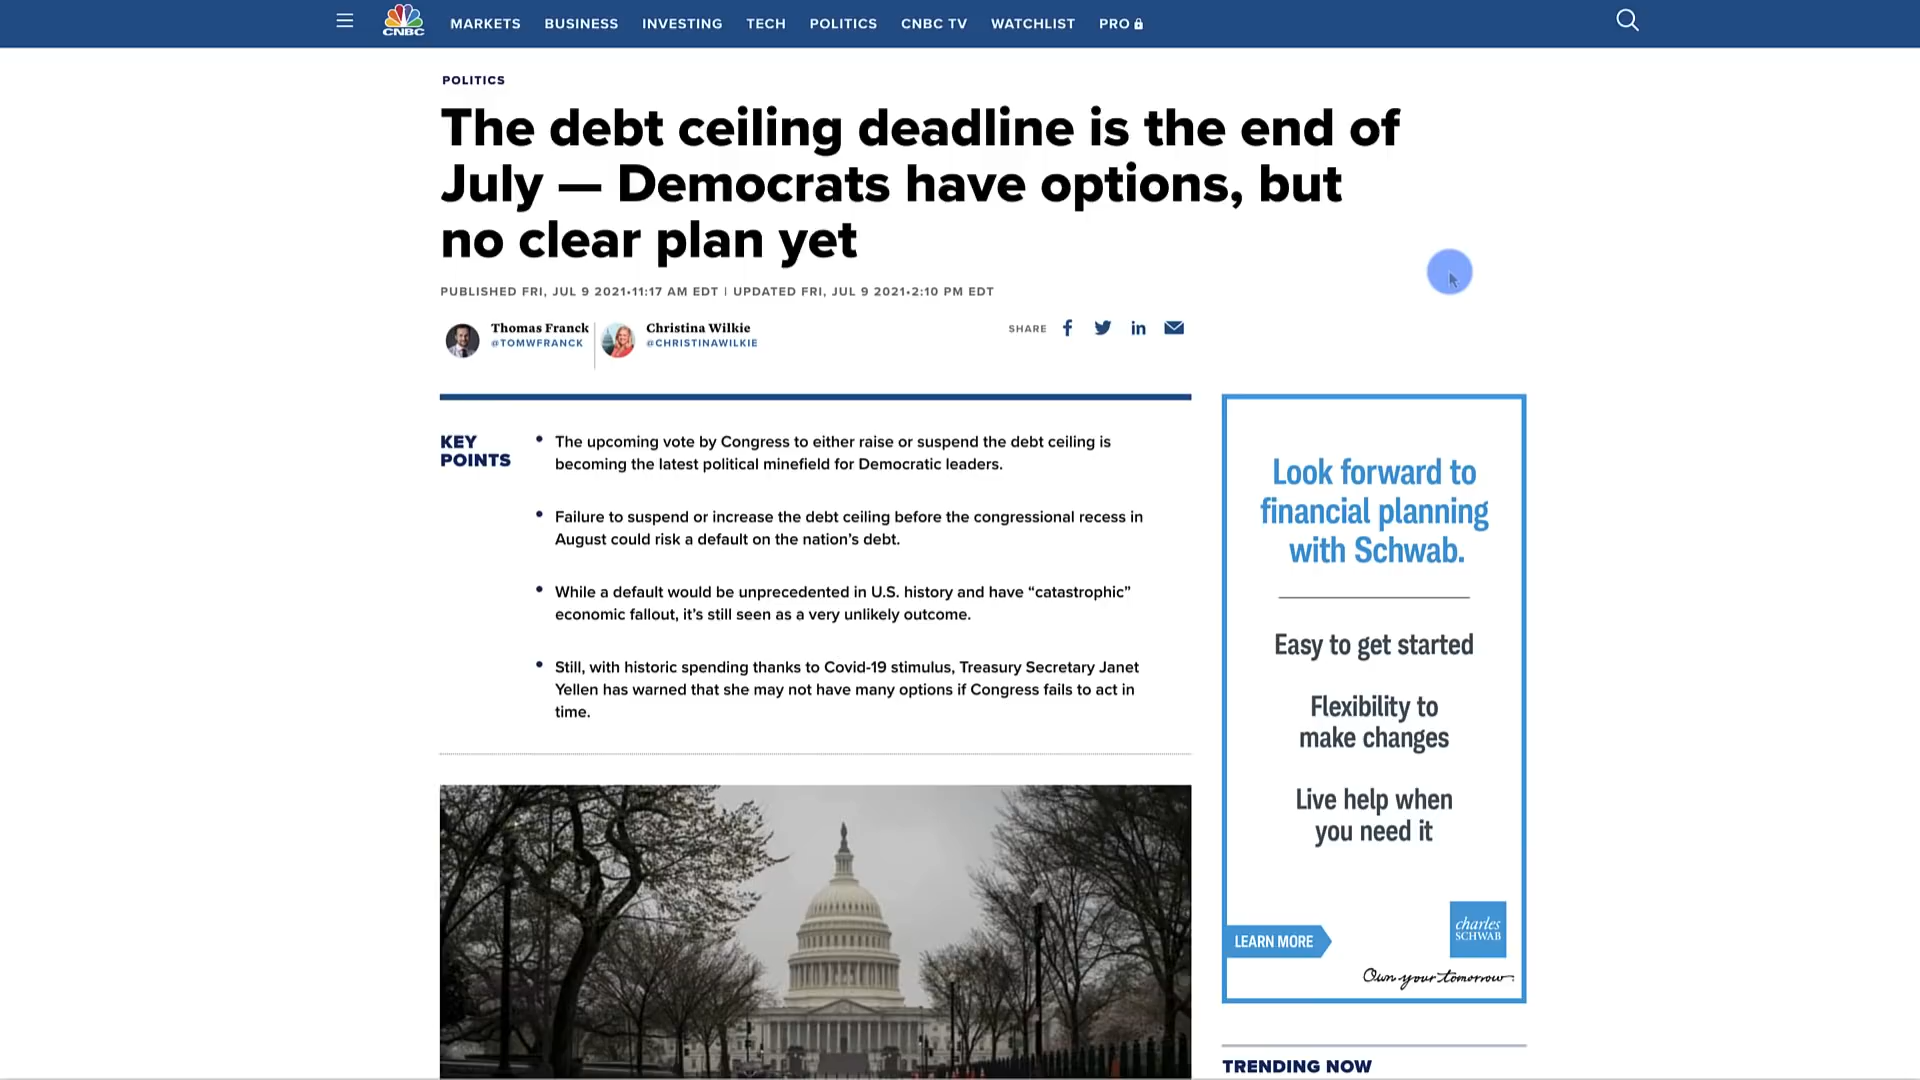 CNBC
MARKETS BUSINESS INVESTING TECH POLITICS CNBC TV WATCHLIST PRO
POLITICS
The debt ceiling deadline is the end of
July — Democrats have options, but
no clear plan yet
PUBLISHED FRI, JUL 9 2021•11:17 AM EDT | UPDATED FRI, JUL 9 2021•2:10 PM EDT
Thomas Franck
@TOMWFRANCK
Christina Wilkie
@CHRISTINAWILKIE
SHARE
KEY
POINTS
• The upcoming vote by Congress to either raise or suspend the debt ceiling is
becoming the latest political minefield for Democratic leaders.
• Failure to suspend or increase the debt ceiling before the congressional recess in
August could risk a default on the nation’s debt.
• While a default would be unprecedented in U.S. history and have “catastrophic”
economic fallout, it’s still seen as a very unlikely outcome.
• Still, with historic spending thanks to Covid-19 stimulus, Treasury Secretary Janet
Yellen has warned that she may not have many options if Congress fails to act in
time.
Look forward to
financial planning
with Schwab.
Easy to get started
Flexibility to
make changes
Live help when
you need it
LEARN MORE
charles
SCHWAB
Own your tomorrow
TRENDING NOW